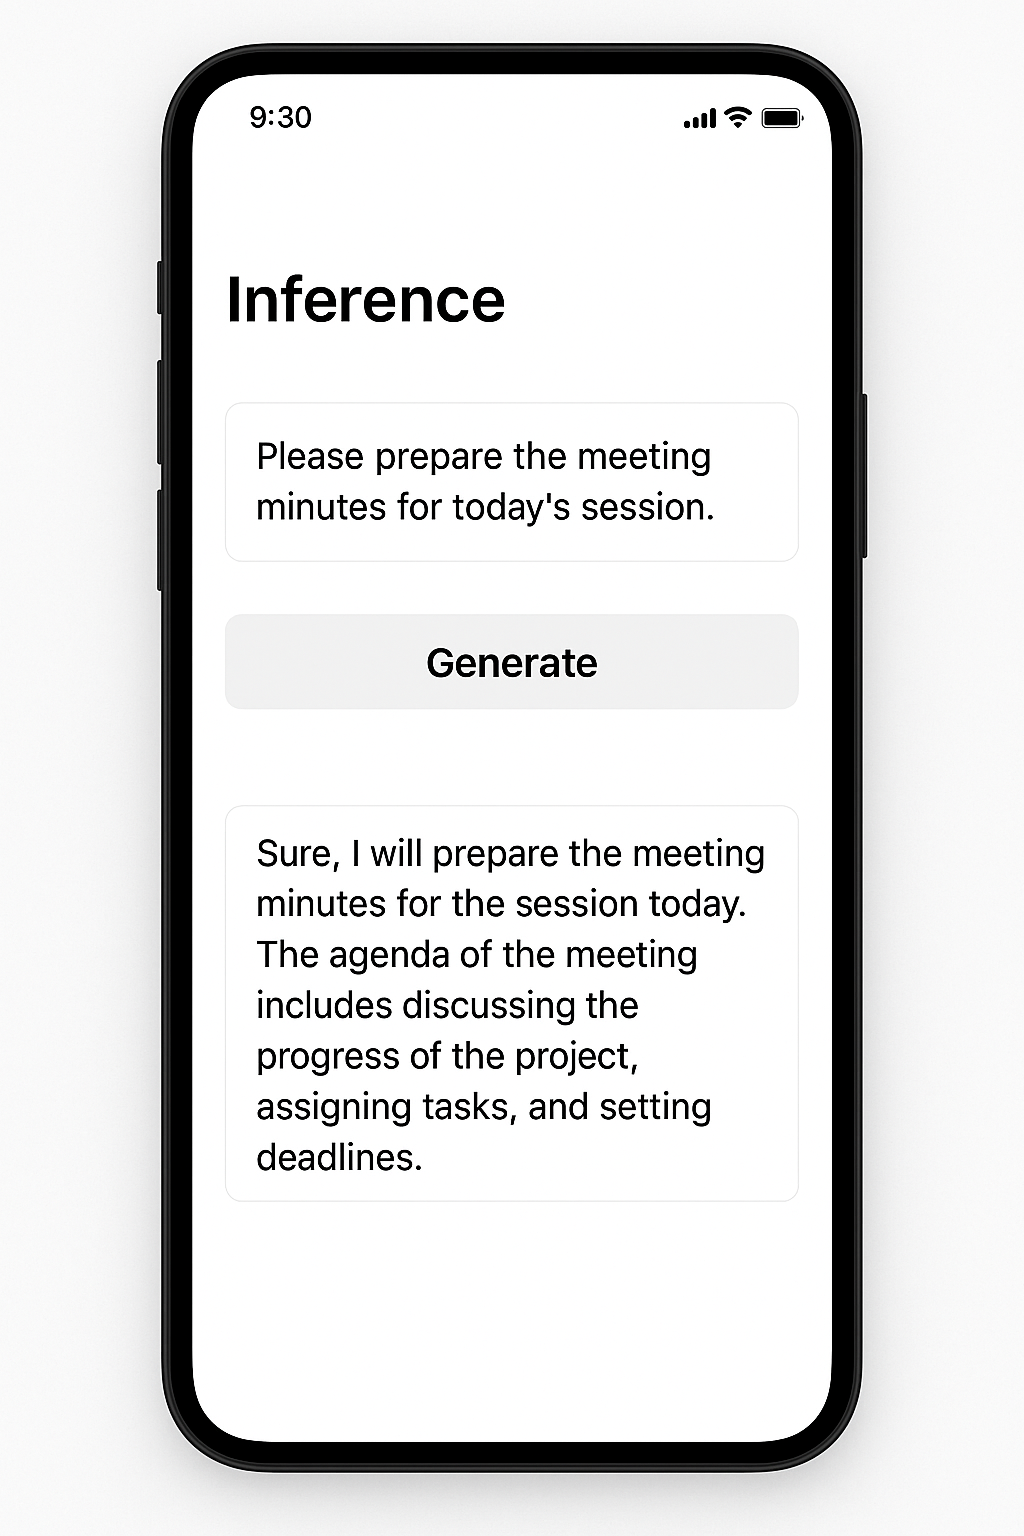 9:30
Inference
Please prepare the meeting
minutes for today's session.
Generate
Sure, I will prepare the meeting
minutes for the session today.
The agenda of the meeting
includes discussing the
progress of the project,
assigning tasks, and setting
deadlines.